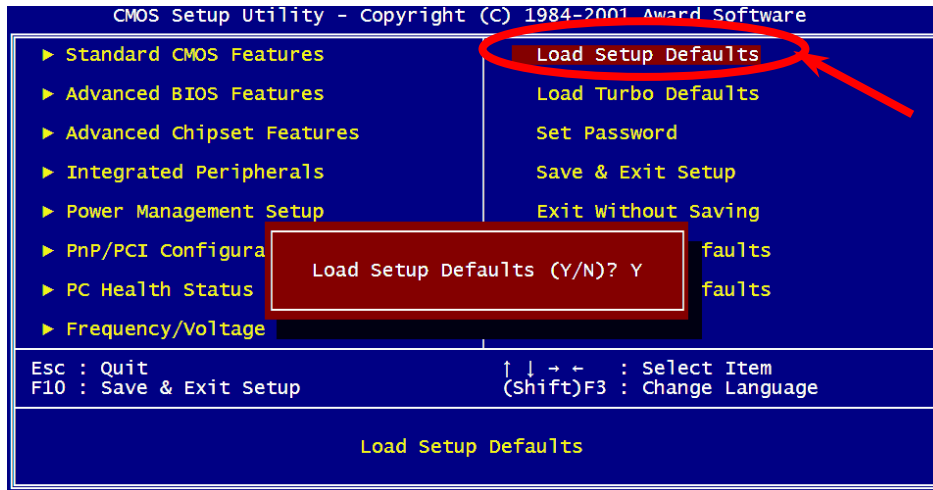 CMOS Setup Utility - Copyright (C) 1984-2001 Award Software
► Standard CMOS Features
► Advanced BIOS Features
► Advanced Chipset Features
► Integrated Peripherals
► Power Management Setup
► PnP/PCI Configura
► PC Health Status
► Frequency/Voltage
Load Setup Defaults
Load Turbo Defaults
Set Password
Save & Exit Setup
Exit Without Saving
faults
faults
Load Setup Defaults (Y/N)? Y
Esc : Quit
F10 : Save & Exit Setup
↑ ↓ → ← : Select Item
(Shift)F3 : Change Language
Load Setup Defaults